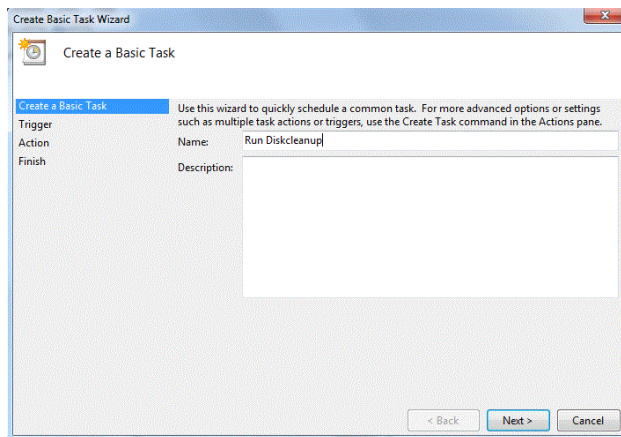 Create Basic Task Wizard
Create a Basic Task
Create a Basic Task
Trigger
Action
Finish
Use this wizard to quickly schedule a common task. For more advanced options or settings
such as multiple task actions or triggers, use the Create Task command in the Actions pane.
Name: Run Diskcleanup
Description:
< Back Next > Cancel